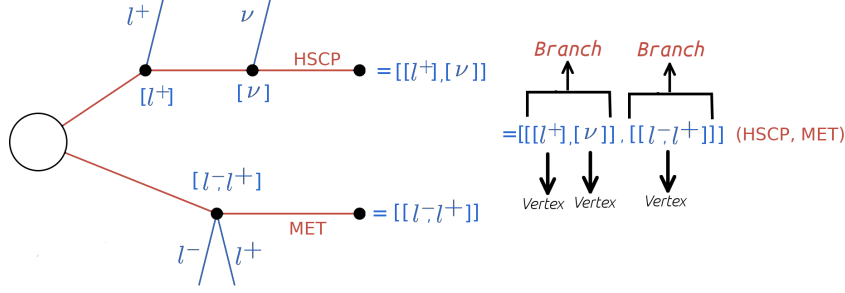 l⁺
ν
HSCP
= [[l⁺],[ν]]
[l⁺]
[ν]
[l⁻,l⁺]
MET
= [[l⁻,l⁺]]
l⁻
l⁺
Branch
Branch
=[[[l⁺],[ν]],[[l⁻,l⁺]]] (HSCP, MET)
Vertex
Vertex
Vertex